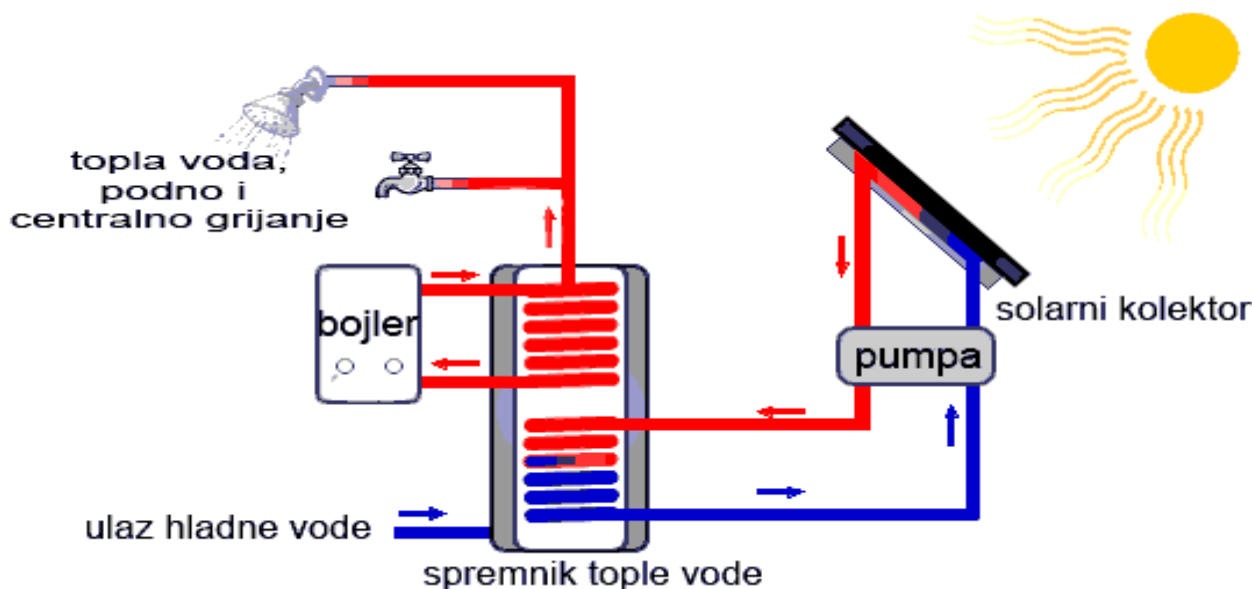 topla voda,
podno i
centralno grijanje
bojler
solarni kolektor
pumpa
ulaz hladne vode
spremnik tople vode